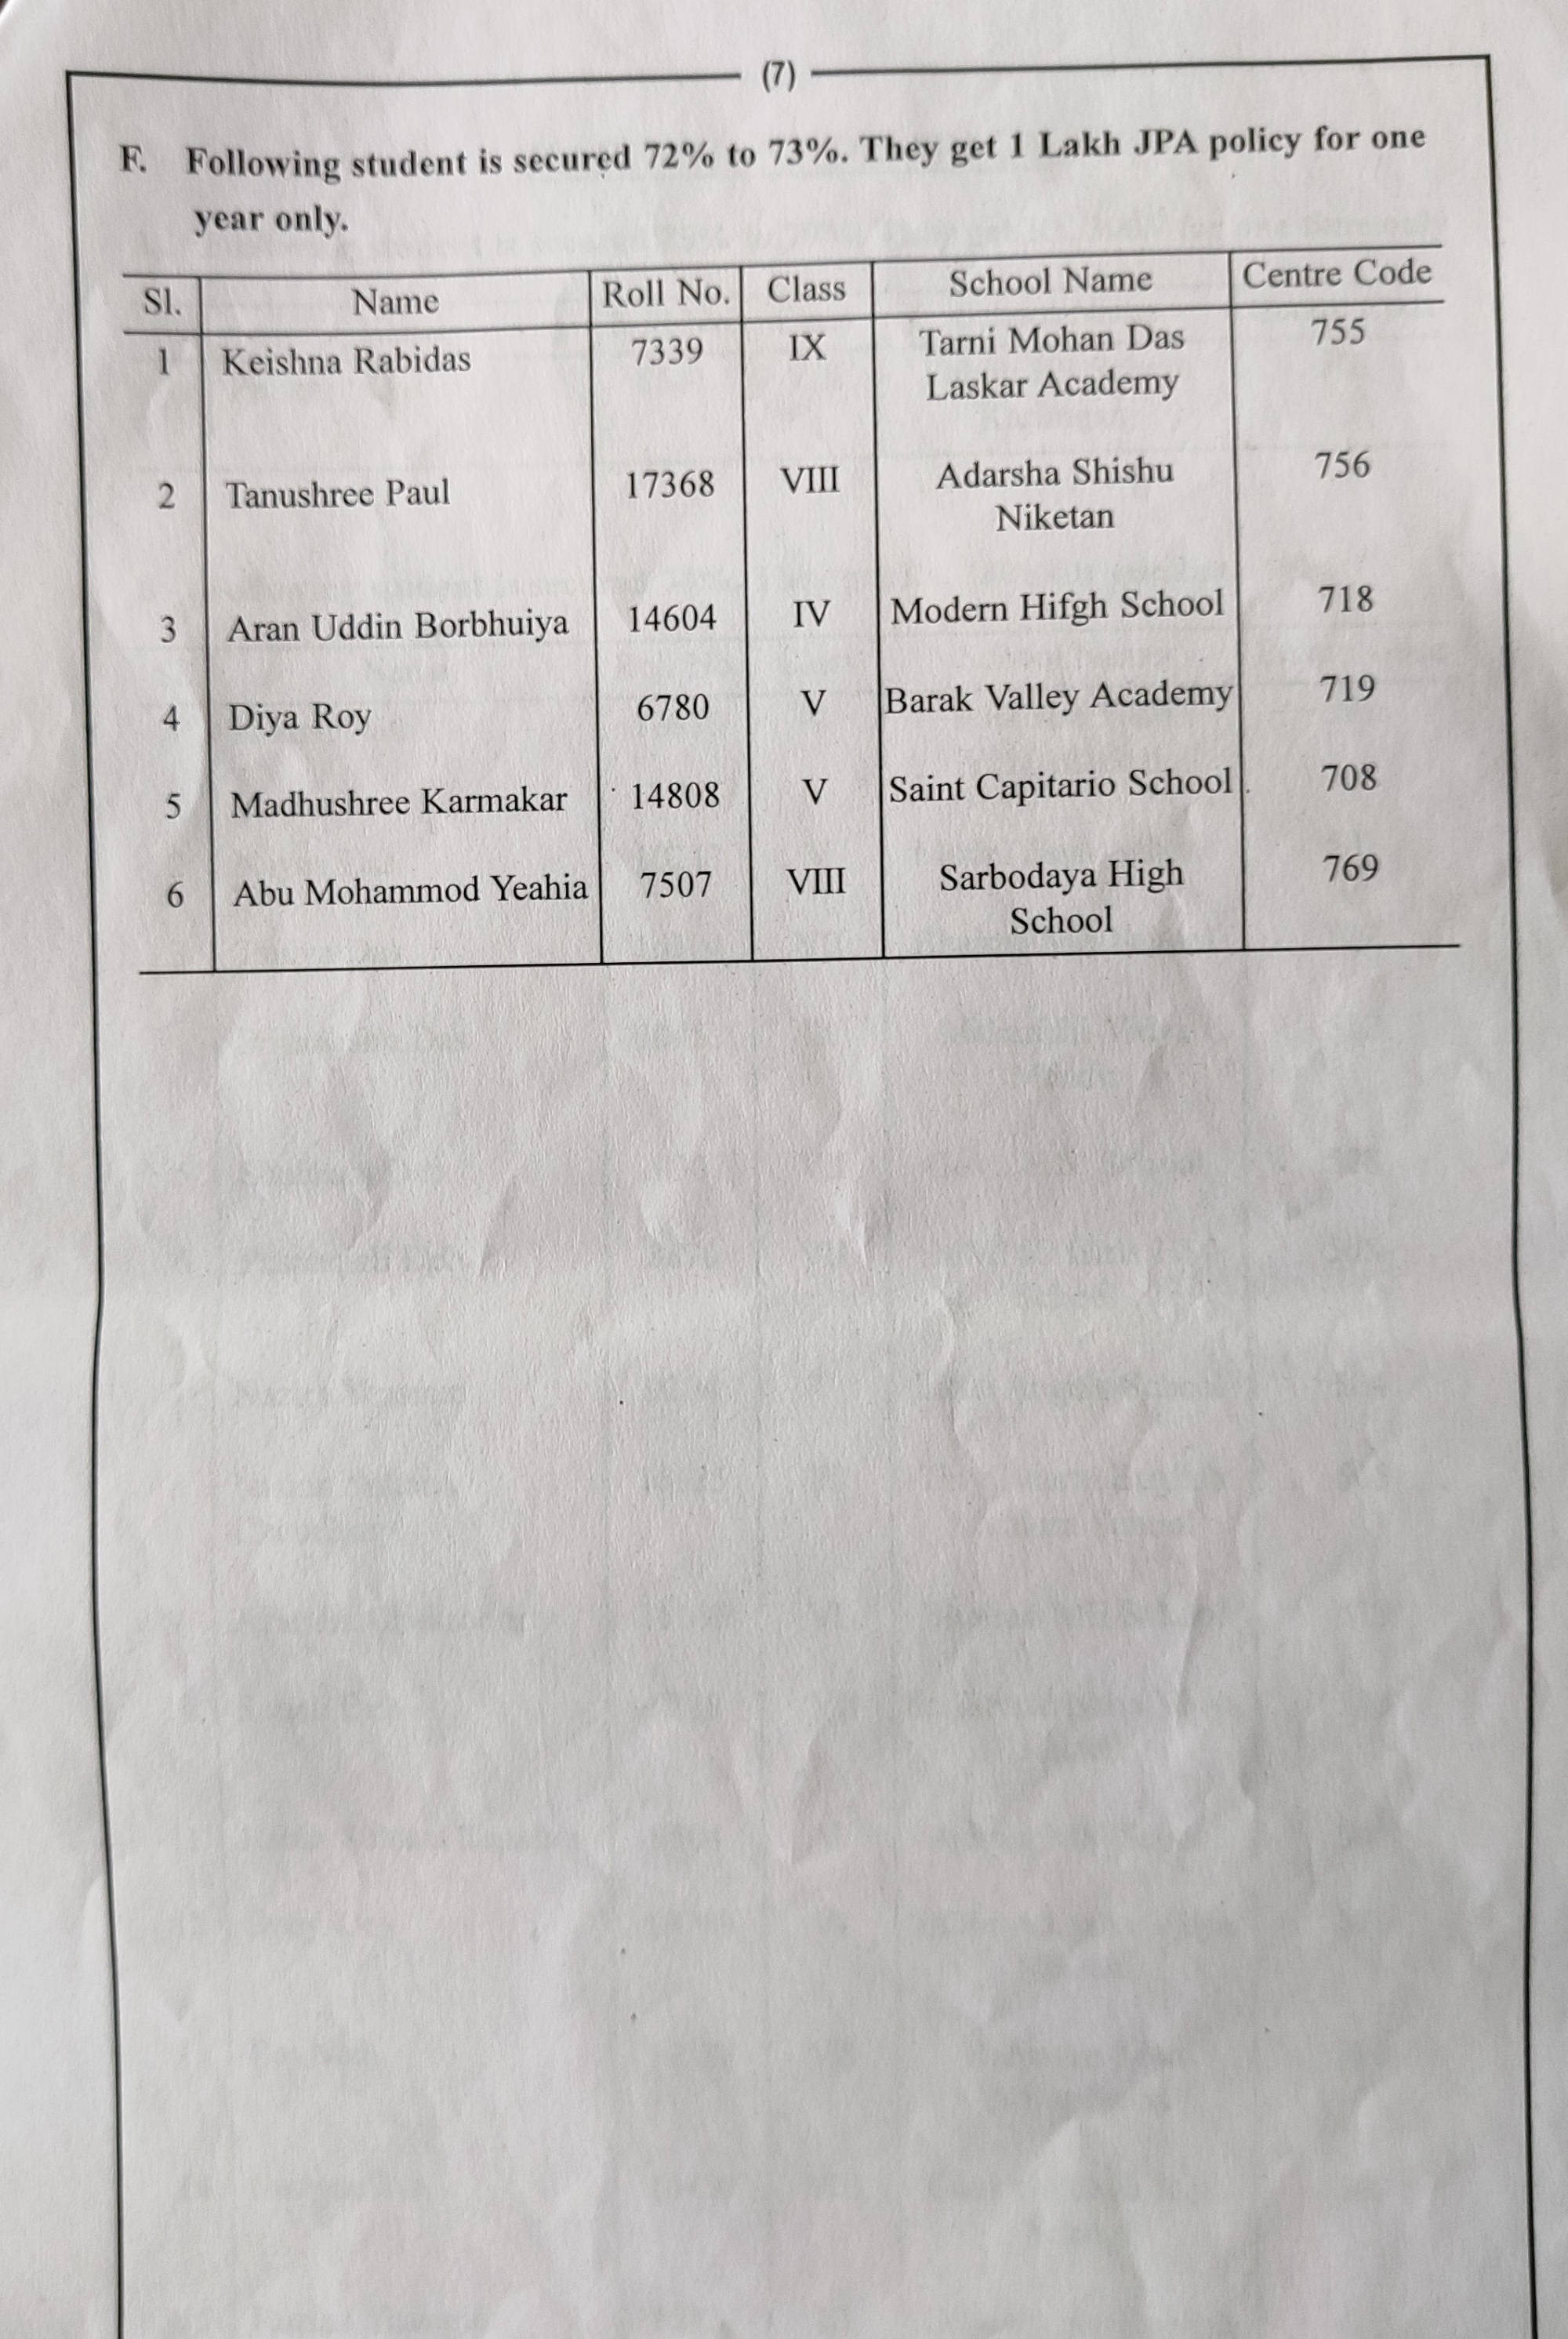 (7)
F. Following student is secured 72% to 73%. They get 1 Lakh JPA policy for one
year only.
Sl. Name Roll No. Class School Name Centre Code
1 Keishna Rabidas 7339 IX Tarni Mohan Das 755
Laskar Academy
2 Tanushree Paul 17368 VIII Adarsha Shishu 756
Niketan
3 Aran Uddin Borbhuiya 14604 IV Modern Hifgh School 718
4 Diya Roy 6780 V Barak Valley Academy 719
5 Madhushree Karmakar 14808 V Saint Capitario School 708
6 Abu Mohammod Yeahia 7507 VIII Sarbodaya High 769
School